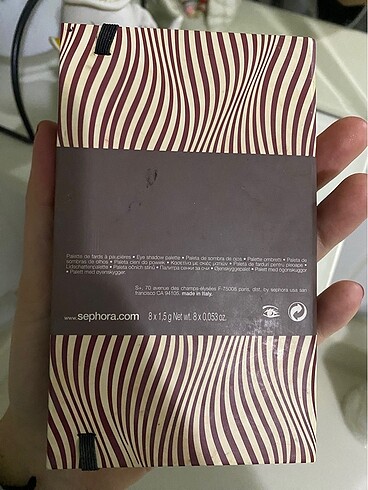 Palette de fards à paupières • Eye shadow palette • Paleta de sombra de ojos • Palette ombretti • Paleta de
sombras de olhos • Paleta cieni do powiek • Κασετίνα με σκιές ματιών • Paletă de farduri pentru pleoape •
Lidschattenpalette • Paleta očních stínů • Палитра сенки за очи • Øjenskyggepalet • Palett med ögonskuggor
• Palett med øyenskygger
S+, 70 avenue des champs-élysées F-75008 paris, dist. by sephora usa san
francisco CA 94105. made in Italy.
www.sephora.com 8 x 1,5 g Net wt. 8 x 0.053 oz.